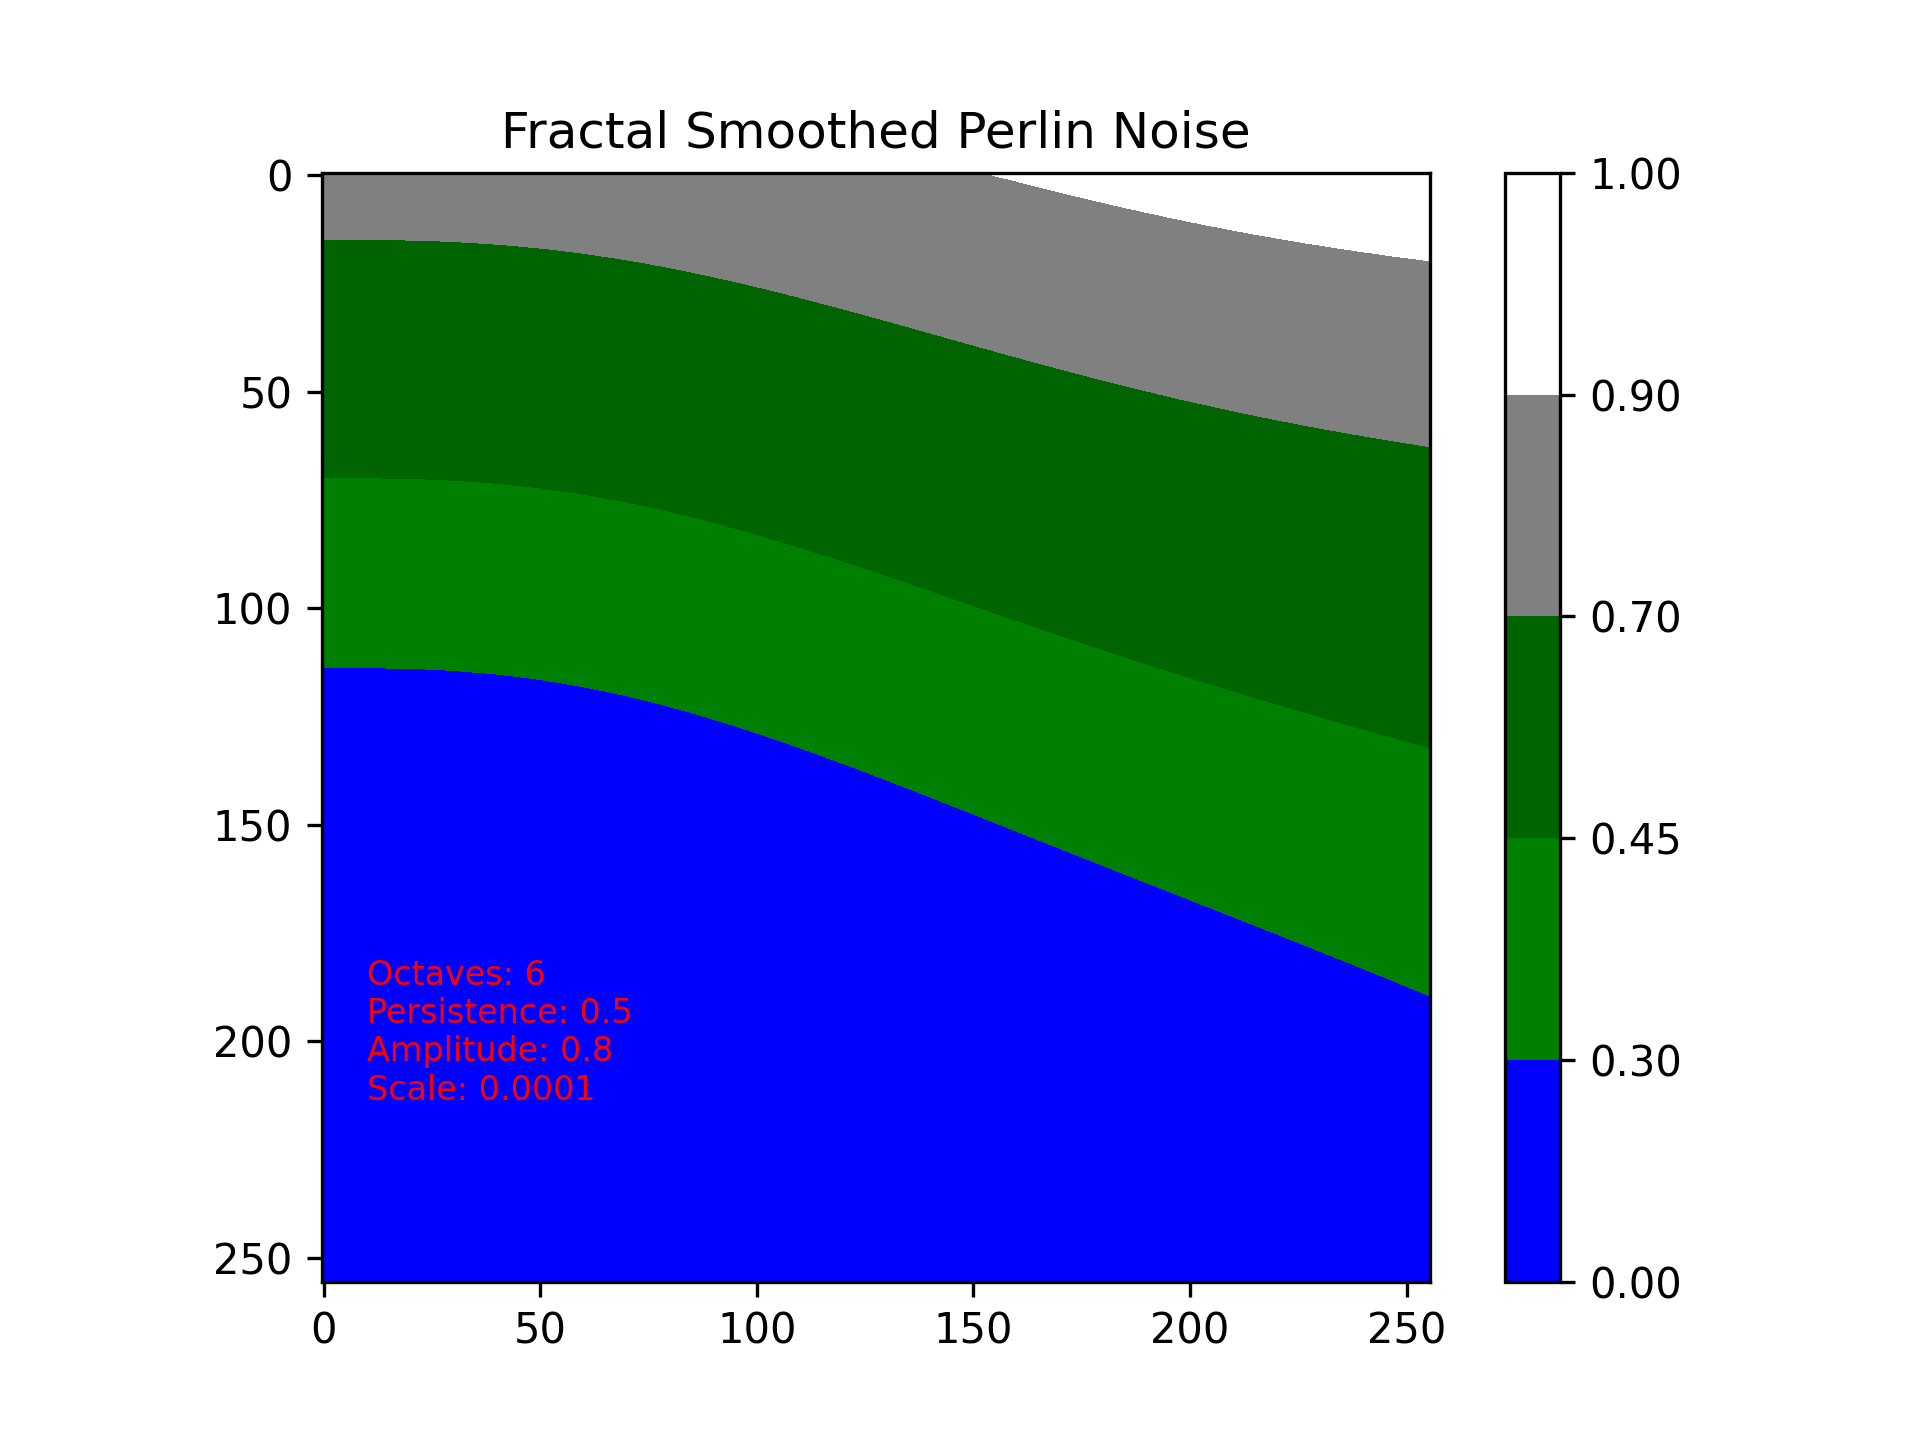 Fractal Smoothed Perlin Noise
0
50
100
150
200
250
0 50 100 150 200 250
Octaves: 6
Persistence: 0.5
Amplitude: 0.8
Scale: 0.0001
1.00
0.90
0.70
0.45
0.30
0.00